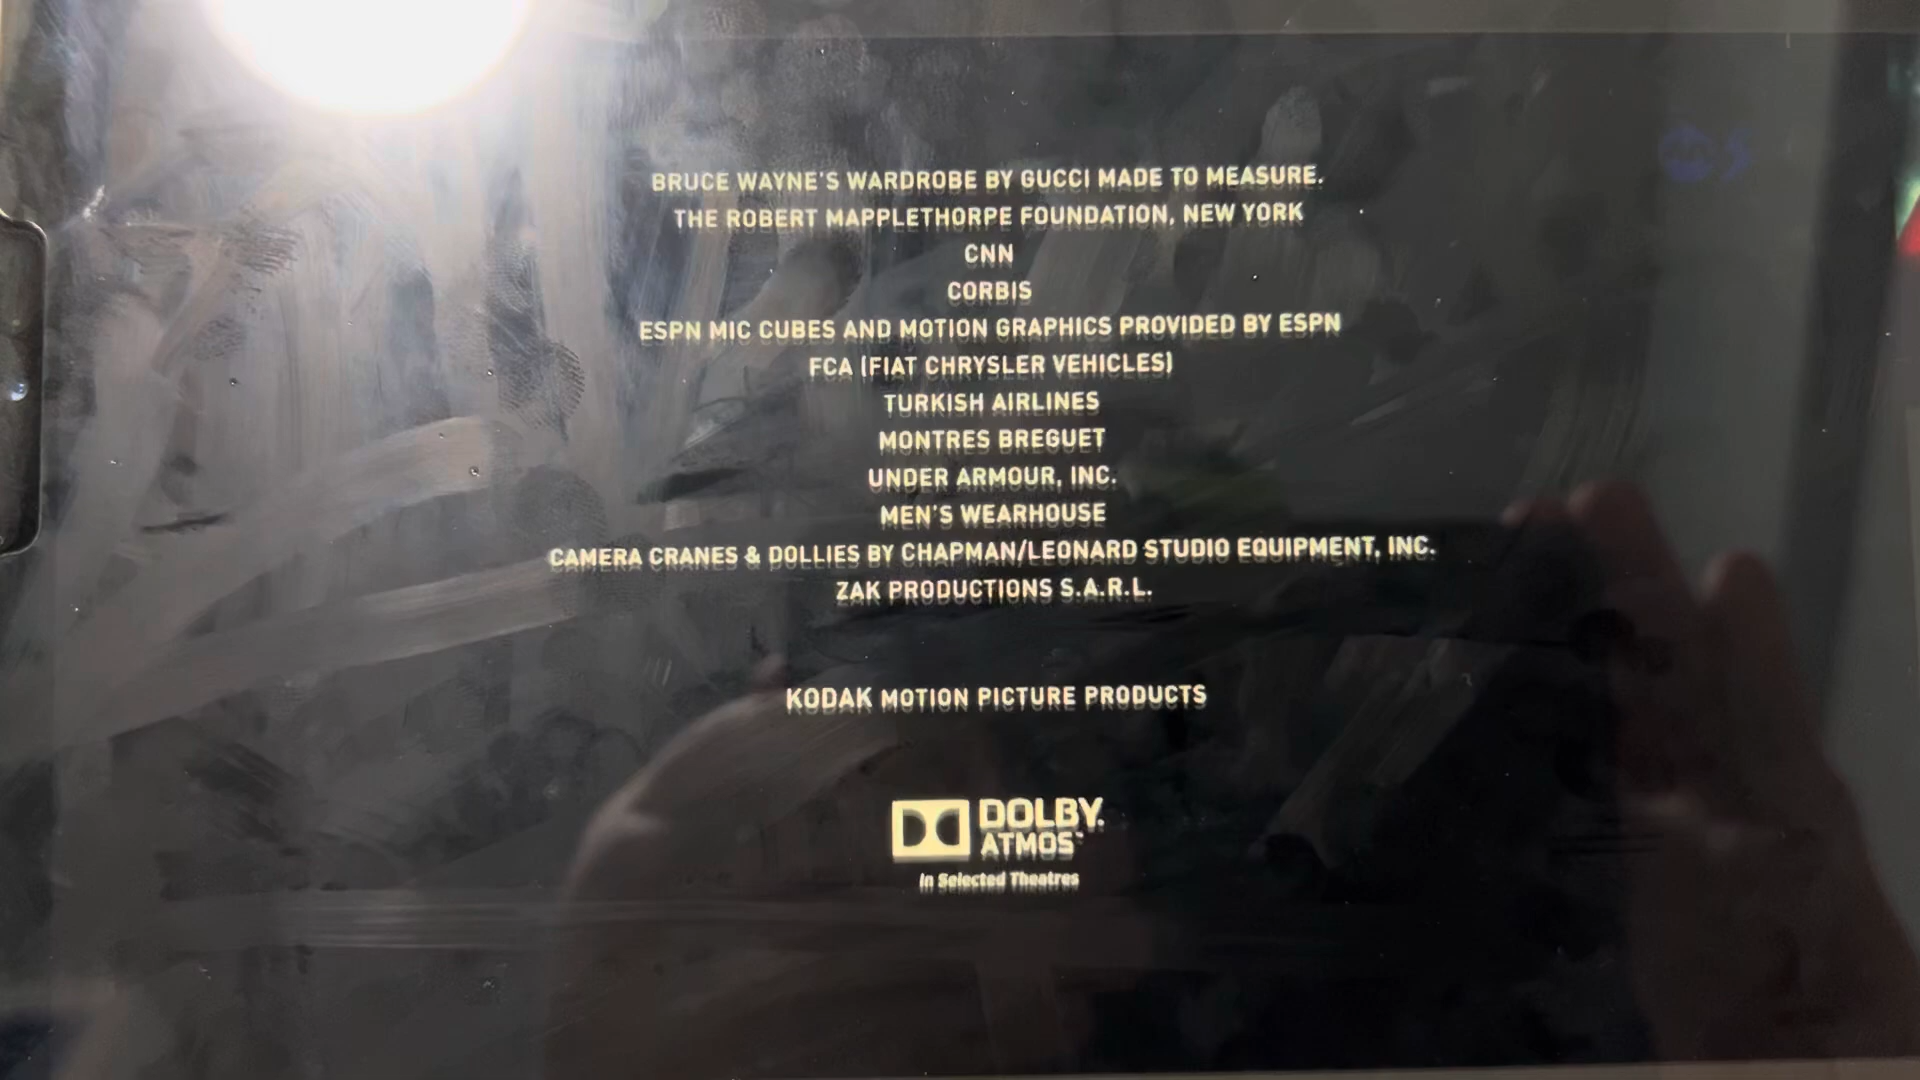 BRUCE WAYNE'S WARDROBE BY GUCCI MADE TO MEASURE.
THE ROBERT MAPPLETHORPE FOUNDATION, NEW YORK
CNN
CORBIS
ESPN MIC CUBES AND MOTION GRAPHICS PROVIDED BY ESPN
FCA (FIAT CHRYSLER VEHICLES)
TURKISH AIRLINES
MONTRES BREGUET
UNDER ARMOUR, INC.
MEN'S WEARHOUSE
CAMERA CRANES & DOLLIES BY CHAPMAN/LEONARD STUDIO EQUIPMENT, INC.
ZAK PRODUCTIONS S.A.R.L.
KODAK MOTION PICTURE PRODUCTS
DOLBY.
ATMOS™
In Selected Theatres